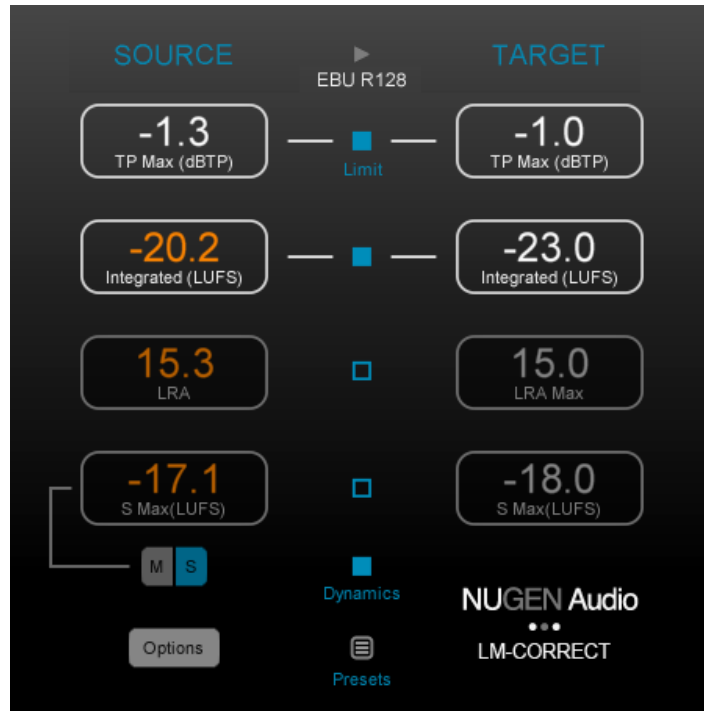 SOURCE
TARGET
EBU R128
-1.3
TP Max (dBTP)
Limit
-1.0
TP Max (dBTP)
-20.2
Integrated (LUFS)
-23.0
Integrated (LUFS)
15.3
LRA
15.0
LRA Max
-17.1
S Max(LUFS)
-18.0
S Max(LUFS)
M S
Dynamics
NUGEN Audio
Options
LM-CORRECT
Presets